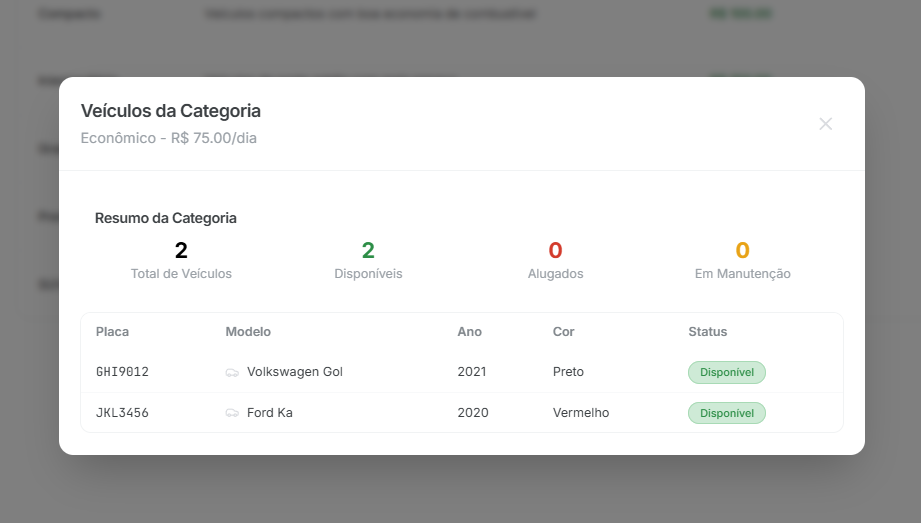 Veículos da Categoria
Econômico - R$ 75.00/dia
Resumo da Categoria
2 2 0 0
Total de Veículos Disponíveis Alugados Em Manutenção
Placa Modelo Ano Cor Status
GHI9012 Volkswagen Gol 2021 Preto Disponível
JKL3456 Ford Ka 2020 Vermelho Disponível